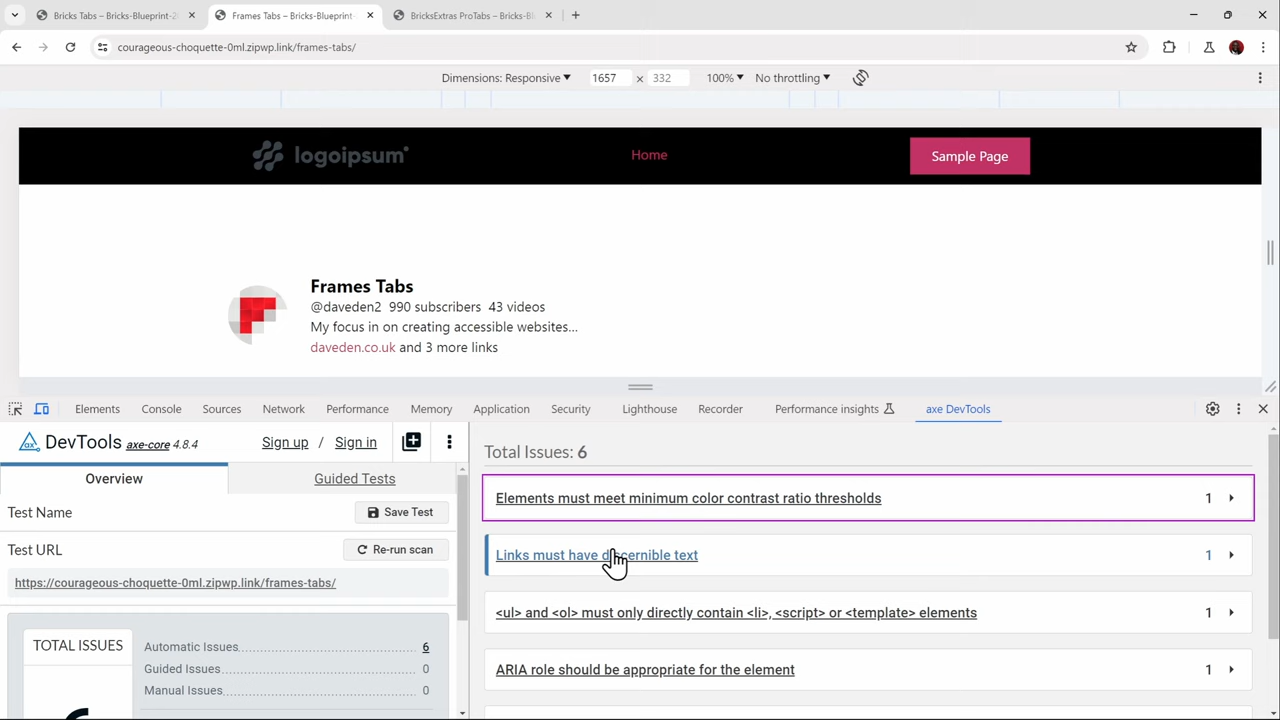 Bricks Tabs – Bricks-Blueprint-2
Frames Tabs – Bricks-Blueprint-
BricksExtras ProTabs – Bricks-Bl
courageous-choquette-0ml.zipwp.link/frames-tabs/
Dimensions: Responsive 1657 × 332 100% No throttling
logoipsum
Home
Sample Page
Frames Tabs
@daveden2 990 subscribers 43 videos
My focus in on creating accessible websites...
daveden.co.uk and 3 more links
Elements Console Sources Network Performance Memory Application Security Lighthouse Recorder Performance insights axe DevTools
DevTools axe-core 4.8.4 Sign up / Sign in
Overview Guided Tests
Test Name Save Test
Test URL Re-run scan
https://courageous-choquette-0ml.zipwp.link/frames-tabs/
TOTAL ISSUES
Automatic Issues 6
Guided Issues 0
Manual Issues 0
Total Issues: 6
Elements must meet minimum color contrast ratio thresholds 1
Links must have discernible text 1
<ul> and <ol> must only directly contain <li>, <script> or <template> elements 1
ARIA role should be appropriate for the element 1